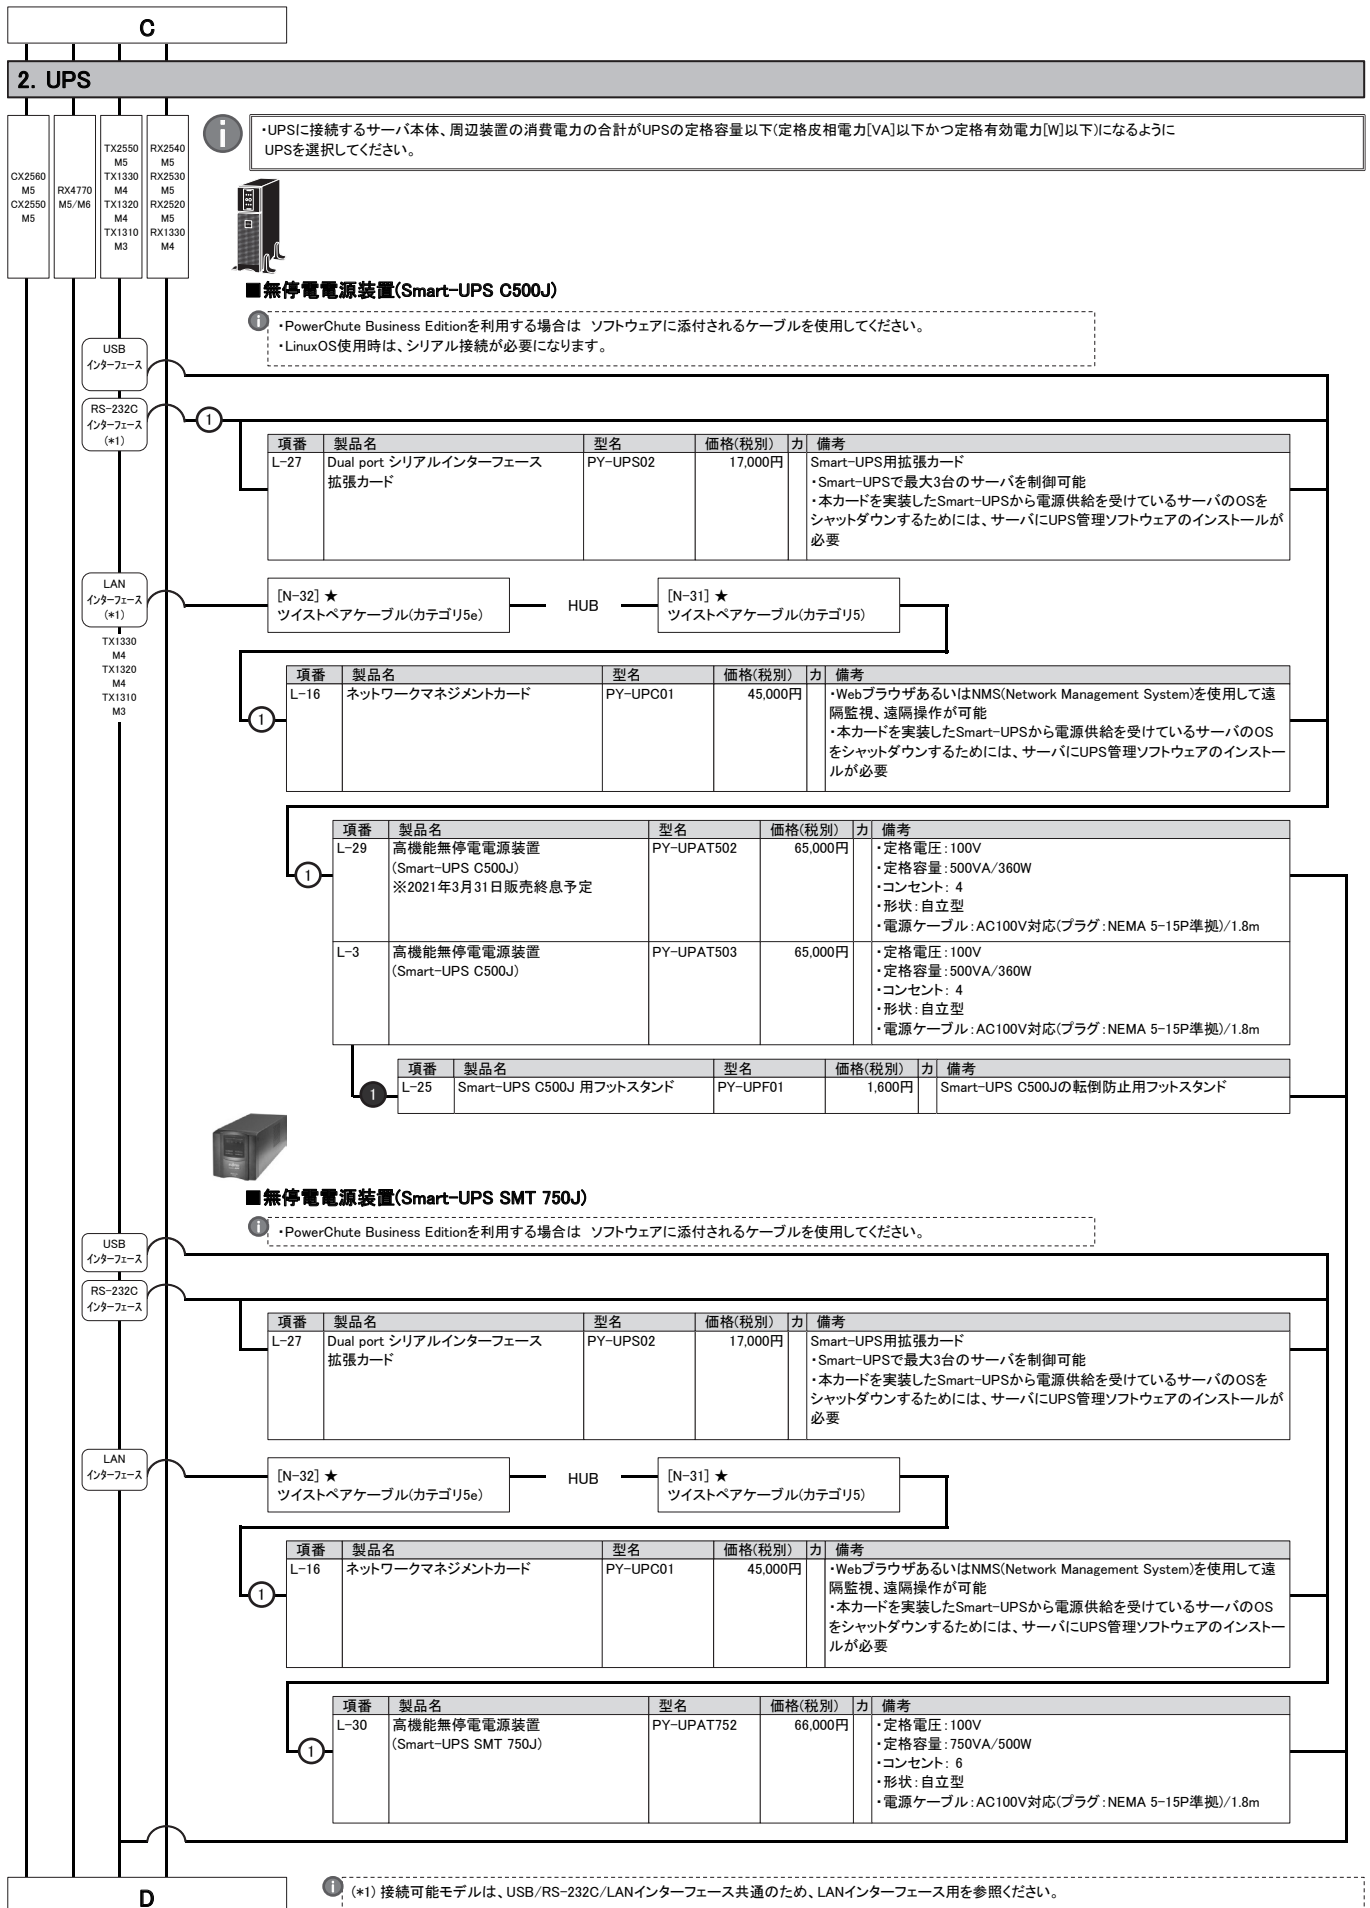 C
2. UPS
CX2560
M5
CX2550
M5
RX4770
M5/M6
TX2550
M5
TX1330
M4
TX1320
M4
TX1310
M3
RX2540
M5
RX2530
M5
RX2520
M5
RX1330
M4
・UPSに接続するサーバ本体、周辺装置の消費電力の合計がUPSの定格容量以下(定格皮相電力[VA]以下かつ定格有効電力[W]以下)になるように
UPSを選択してください。
■無停電電源装置(Smart-UPS C500J)
・PowerChute Business Editionを利用する場合は ソフトウェアに添付されるケーブルを使用してください。
・LinuxOS使用時は、シリアル接続が必要になります。
USB
インターフェース
RS-232C
インターフェース
(*1)
1
項番 製品名 型名 価格(税別) カ 備考
L-27 Dual port シリアルインターフェース PY-UPS02 17,000円 Smart-UPS用拡張カード
拡張カード ・Smart-UPSで最大3台のサーバを制御可能
・本カードを実装したSmart-UPSから電源供給を受けているサーバのOSを
シャットダウンするためには、サーバにUPS管理ソフトウェアのインストールが
必要
LAN
インターフェース
(*1)
TX1330
M4
TX1320
M4
TX1310
M3
[N-32] ★
ツイストペアケーブル(カテゴリ5e)
HUB
[N-31] ★
ツイストペアケーブル(カテゴリ5)
項番 製品名 型名 価格(税別) カ 備考
L-16 ネットワークマネジメントカード PY-UPC01 45,000円 ・WebブラウザあるいはNMS(Network Management System)を使用して遠
隔監視、遠隔操作が可能
1 ・本カードを実装したSmart-UPSから電源供給を受けているサーバのOS
をシャットダウンするためには、サーバにUPS管理ソフトウェアのインストー
ルが必要
項番 製品名 型名 価格(税別) カ 備考
L-29 高機能無停電電源装置 PY-UPAT502 65,000円 ・定格電圧：100V
1 (Smart-UPS C500J) ・定格容量：500VA/360W
※2021年3月31日販売終息予定 ・コンセント： 4
・形状：自立型
・電源ケーブル：AC100V対応(プラグ：NEMA 5-15P準拠)/1.8m
L-3 高機能無停電電源装置 PY-UPAT503 65,000円 ・定格電圧：100V
(Smart-UPS C500J) ・定格容量：500VA/360W
・コンセント： 4
・形状：自立型
・電源ケーブル：AC100V対応(プラグ：NEMA 5-15P準拠)/1.8m
項番 製品名 型名 価格(税別) カ 備考
1 L-25 Smart-UPS C500J 用フットスタンド PY-UPF01 1,600円 Smart-UPS C500Jの転倒防止用フットスタンド
■無停電電源装置(Smart-UPS SMT 750J)
・PowerChute Business Editionを利用する場合は ソフトウェアに添付されるケーブルを使用してください。
USB
インターフェース
RS-232C
インターフェース
項番 製品名 型名 価格(税別) カ 備考
L-27 Dual port シリアルインターフェース PY-UPS02 17,000円 Smart-UPS用拡張カード
拡張カード ・Smart-UPSで最大3台のサーバを制御可能
・本カードを実装したSmart-UPSから電源供給を受けているサーバのOSを
シャットダウンするためには、サーバにUPS管理ソフトウェアのインストールが
必要
LAN
インターフェース
[N-32] ★
ツイストペアケーブル(カテゴリ5e)
HUB
[N-31] ★
ツイストペアケーブル(カテゴリ5)
項番 製品名 型名 価格(税別) カ 備考
L-16 ネットワークマネジメントカード PY-UPC01 45,000円 ・WebブラウザあるいはNMS(Network Management System)を使用して遠
隔監視、遠隔操作が可能
1 ・本カードを実装したSmart-UPSから電源供給を受けているサーバのOS
をシャットダウンするためには、サーバにUPS管理ソフトウェアのインストー
ルが必要
項番 製品名 型名 価格(税別) カ 備考
L-30 高機能無停電電源装置 PY-UPAT752 66,000円 ・定格電圧：100V
1 (Smart-UPS SMT 750J) ・定格容量：750VA/500W
・コンセント： 6
・形状：自立型
・電源ケーブル：AC100V対応(プラグ：NEMA 5-15P準拠)/1.8m
D
(*1) 接続可能モデルは、USB/RS-232C/LANインターフェース共通のため、LANインターフェース用を参照ください。